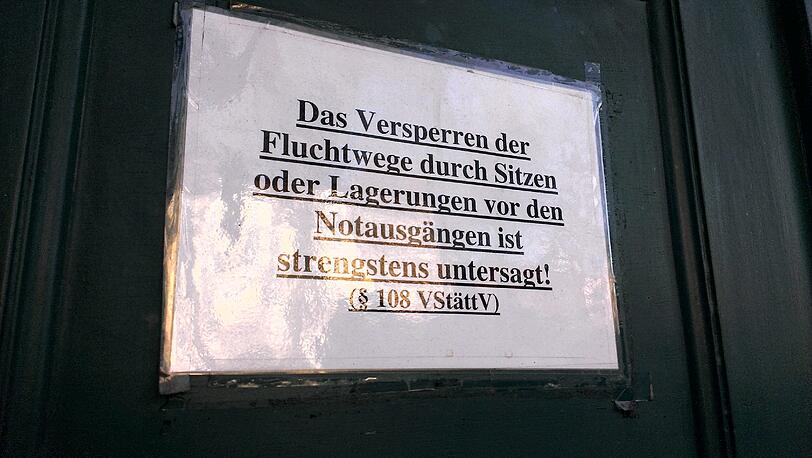 Das Versperren der
Fluchtwege durch Sitzen
oder Lagerungen vor den
Notausgängen ist
strengstens untersagt!
(§ 108 VStättV)